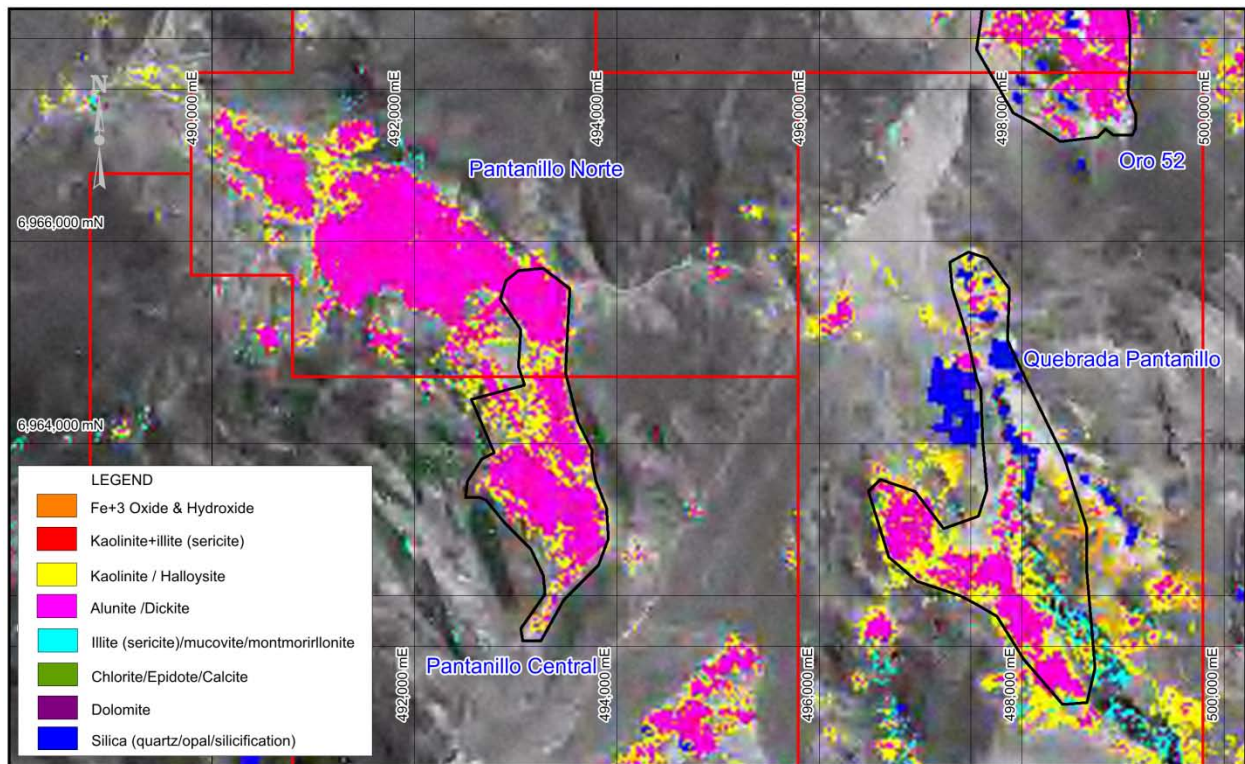 N
490,000 mE
492,000 mE
494,000 mE
496,000 mE
498,000 mE
500,000 mE
Pantanillo Norte
Oro 52
6,966,000 mN
Quebrada Pantanillo
6,964,000 mN
LEGEND
Fe+3 Oxide & Hydroxide
Kaolinite+illite (sericite)
Kaolinite / Halloysite
Alunite /Dickite
Illite (sericite)/mucovite/montmorirllonite
Chlorite/Epidote/Calcite
Dolomite
Silica (quartz/opal/silicification)
Pantanillo Central
492,000 mE
494,000 mE
496,000 mE
498,000 mE
500,000 mE